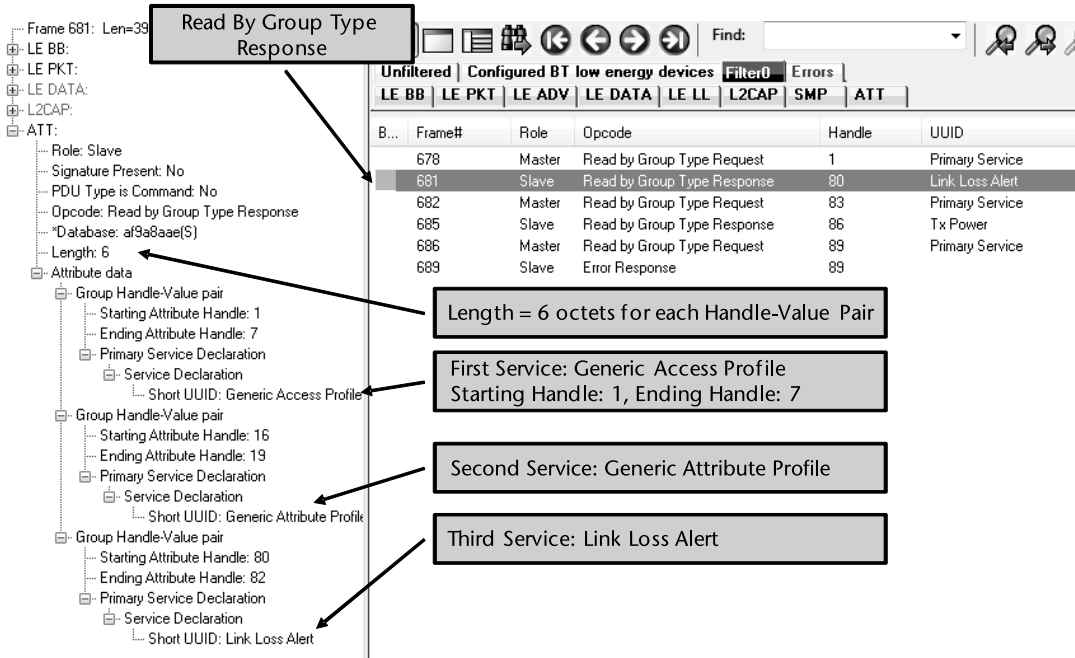 Read By Group Type
Response
Frame 681: Len=39
LE BB:
LE PKT:
LE DATA:
L2CAP:
ATT:
Role: Slave
Signature Present: No
PDU Type is Command: No
Opcode: Read by Group Type Response
*Database: af9a8aae(S)
Length: 6
Attribute data
Group Handle-Value pair
Starting Attribute Handle: 1
Ending Attribute Handle: 7
Primary Service Declaration
Service Declaration
Short UUID: Generic Access Profile
Group Handle-Value pair
Starting Attribute Handle: 16
Ending Attribute Handle: 19
Primary Service Declaration
Service Declaration
Short UUID: Generic Attribute Profile
Group Handle-Value pair
Starting Attribute Handle: 80
Ending Attribute Handle: 82
Primary Service Declaration
Service Declaration
Short UUID: Link Loss Alert
Find:
Unfiltered Configured BT low energy devices Filter0 Errors
LE BB LE PKT LE ADV LE DATA LE LL L2CAP SMP ATT
B... Frame# Role Opcode Handle UUID
678 Master Read by Group Type Request 1 Primary Service
681 Slave Read by Group Type Response 80 Link Loss Alert
682 Master Read by Group Type Request 83 Primary Service
685 Slave Read by Group Type Response 86 Tx Power
686 Master Read by Group Type Request 89 Primary Service
689 Slave Error Response 89
Length = 6 octets for each Handle-Value Pair
First Service: Generic Access Profile
Starting Handle: 1, Ending Handle: 7
Second Service: Generic Attribute Profile
Third Service: Link Loss Alert